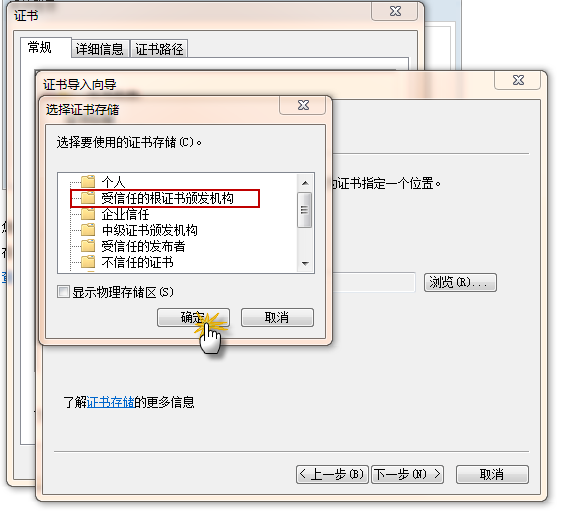 证书
常规
详细信息
证书路径
证书导入向导
选择证书存储
选择要使用的证书存储(C)。
的证书指定一个位置。
个人
受信任的根证书颁发机构
企业信任
中级证书颁发机构
受信任的发布者
不信任的证书
浏览(R)...
显示物理存储区(S)
确定
取消
了解证书存储的更多信息
< 上一步(B)
下一步(N) >
取消